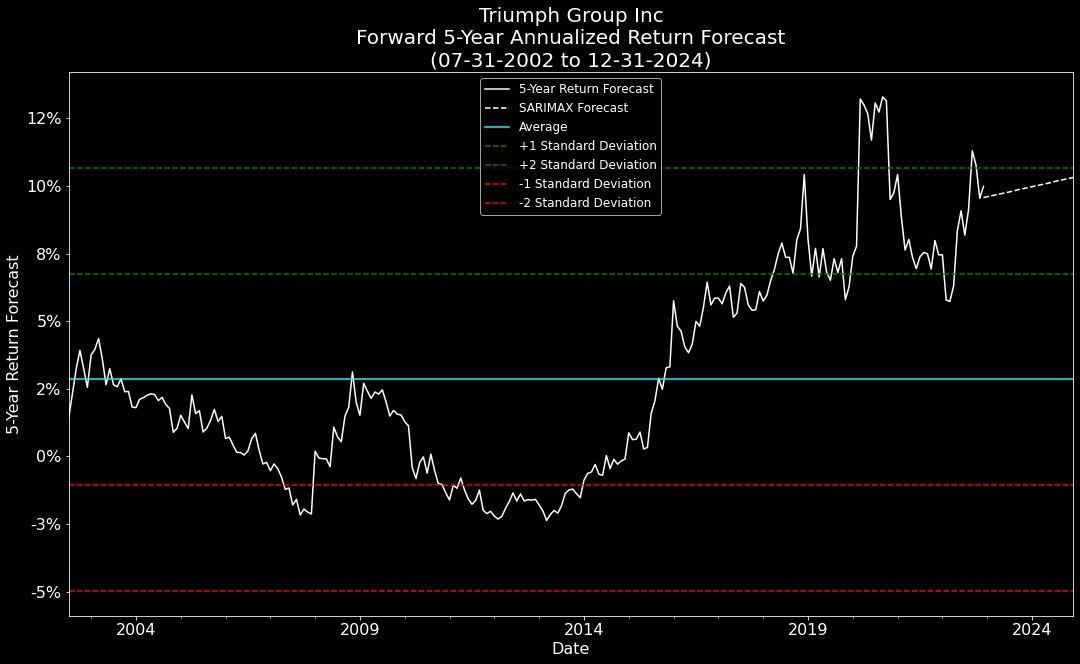 Triumph Group Inc
Forward 5-Year Annualized Return Forecast
(07-31-2002 to 12-31-2024)
5-Year Return Forecast
SARIMAX Forecast
Average
+1 Standard Deviation
+2 Standard Deviation
-1 Standard Deviation
-2 Standard Deviation
5-Year Return Forecast
12%
10%
8%
5%
2%
0%
-3%
-5%
2004
2009
2014
2019
2024
Date